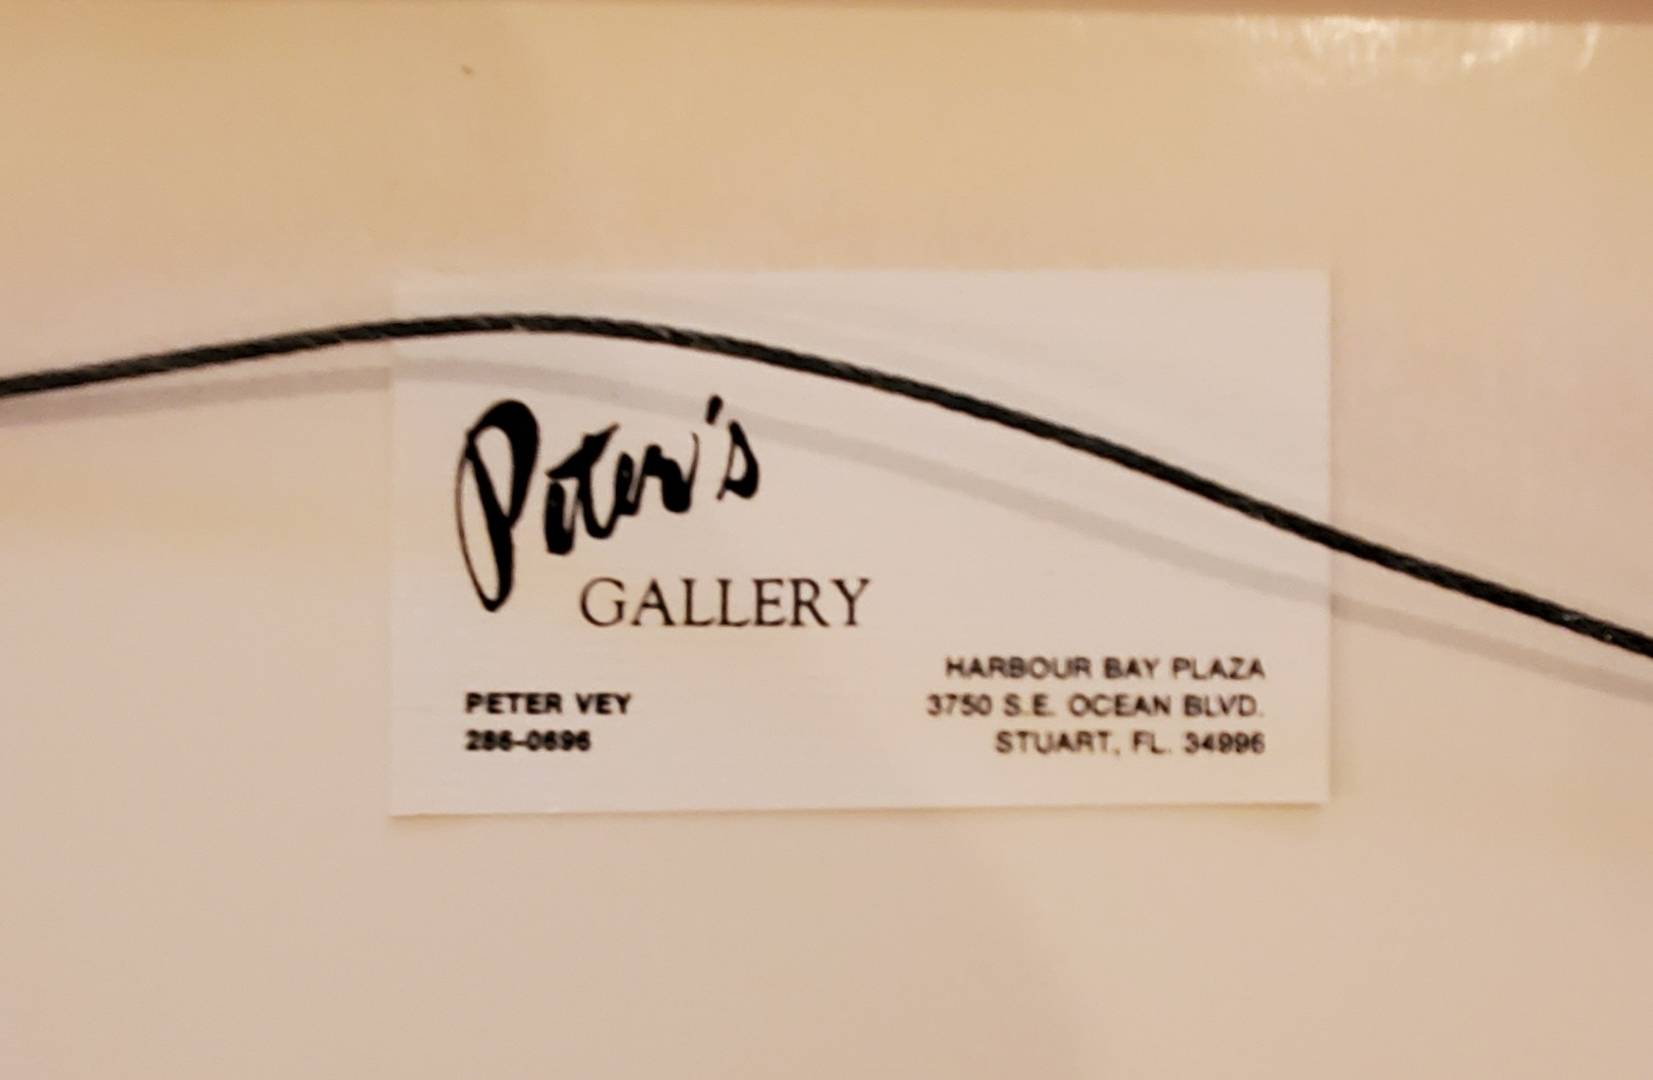 Peter's
GALLERY
PETER VEY
286-0696
HARBOUR BAY PLAZA
3750 S.E. OCEAN BLVD.
STUART, FL. 34996